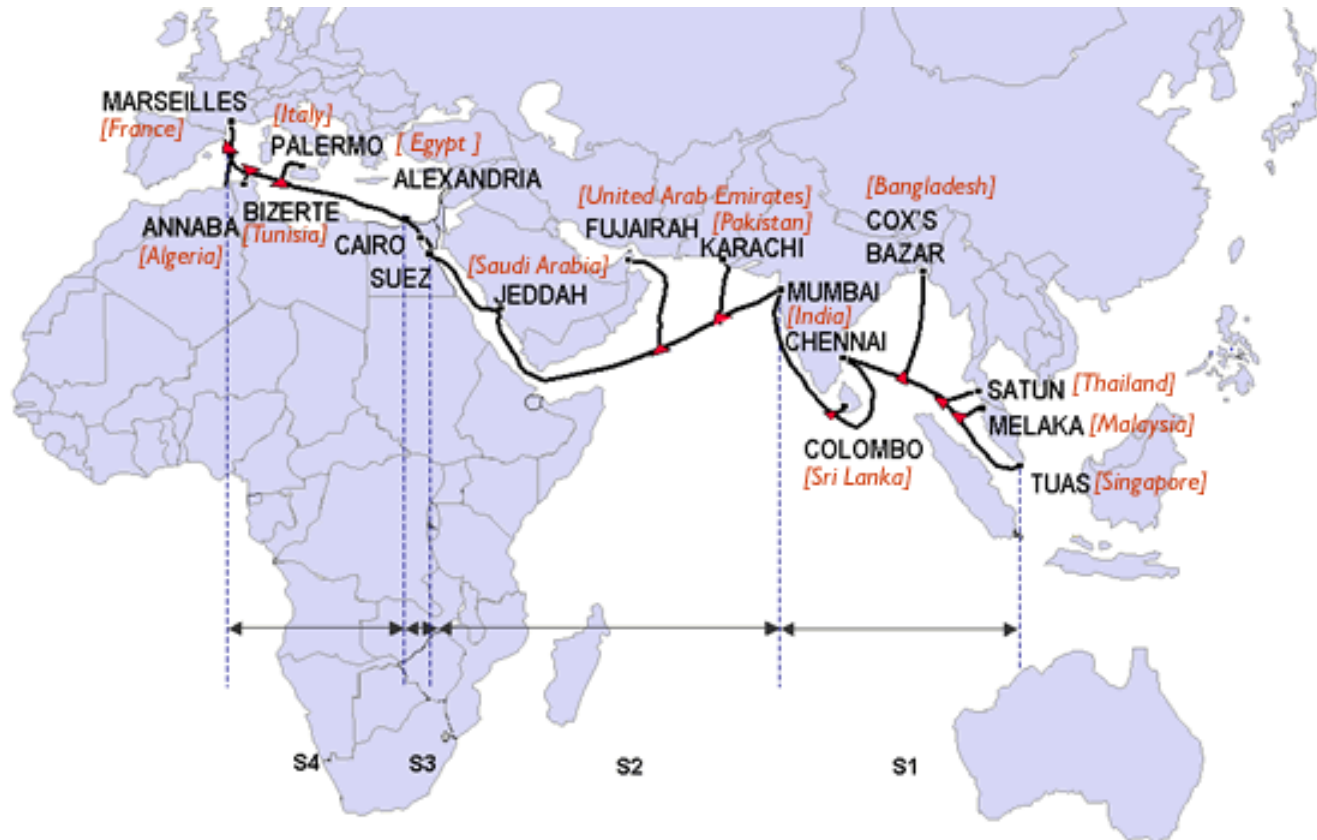 MARSEILLES
[France]
[Italy]
PALERMO
[ Egypt ]
ALEXANDRIA
ANNABA
[Algeria]
BIZERTE
[Tunisia]
CAIRO
SUEZ
[Saudi Arabia]
JEDDAH
[United Arab Emirates]
FUJAIRAH
[Pakistan]
KARACHI
[Bangladesh]
COX'S
BAZAR
MUMBAI
[India]
CHENNAI
SATUN [Thailand]
MELAKA [Malaysia]
COLOMBO
[Sri Lanka]
TUAS [Singapore]
S4
S3
S2
S1